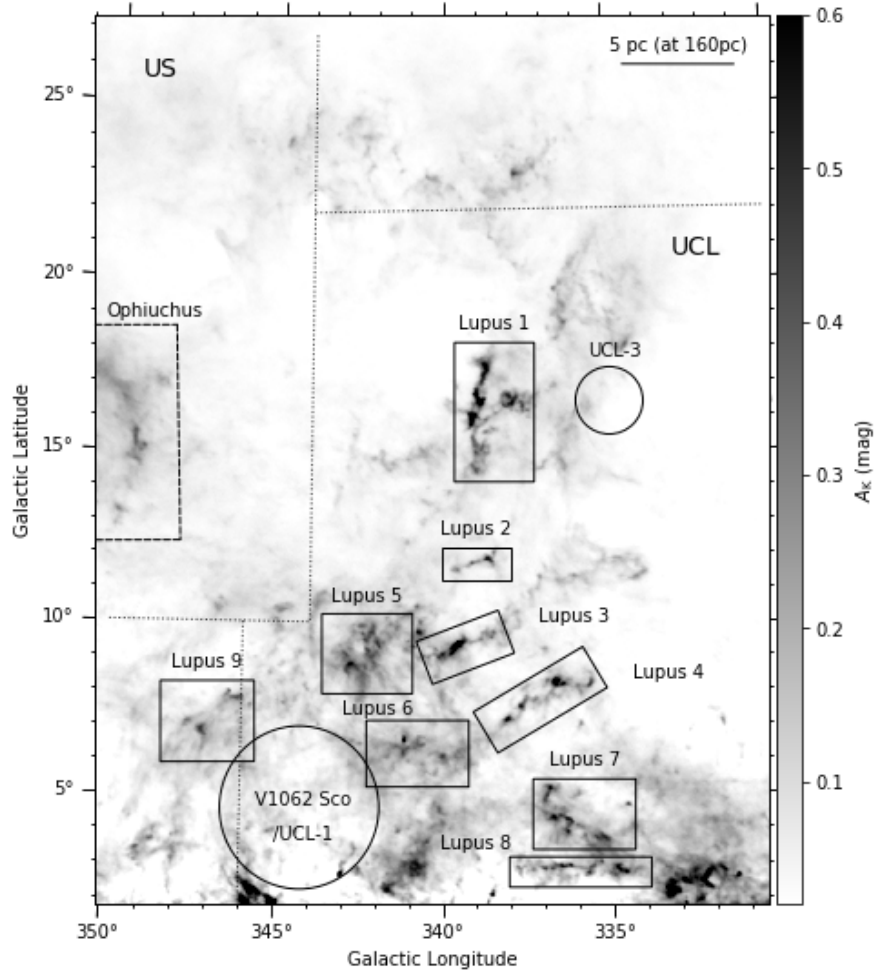 US
5 pc (at 160pc)
UCL
Ophiuchus
Lupus 1
UCL-3
Lupus 2
Lupus 5
Lupus 3
Lupus 9
Lupus 4
Lupus 6
V1062 Sco
/UCL-1
Lupus 7
Lupus 8
25°
20°
15°
10°
5°
Galactic Latitude
350°
345°
340°
335°
Galactic Longitude
0.6
0.5
0.4
0.3
0.2
0.1
A_K (mag)